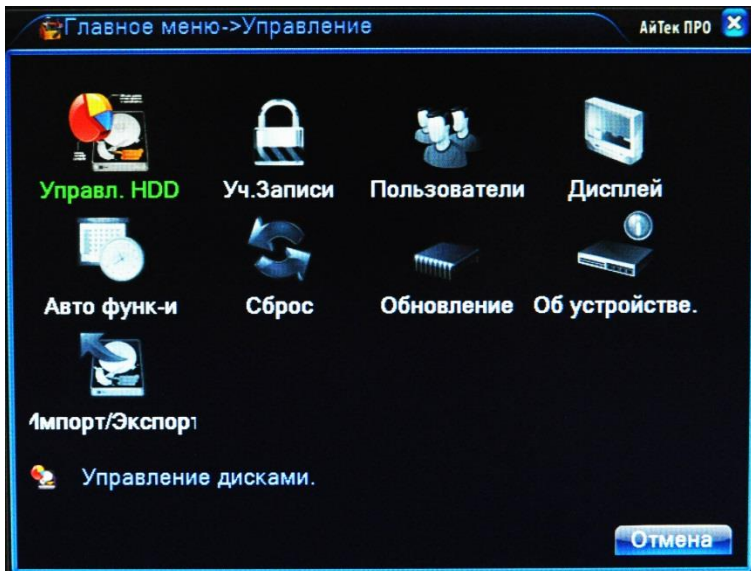 Главное меню->Управление
АйТек ПРО
Управл. HDD Уч.Записи Пользователи Дисплей
Авто функ-и Сброс Обновление Об устройстве.
Импорт/Экспорт
Управление дисками.
Отмена